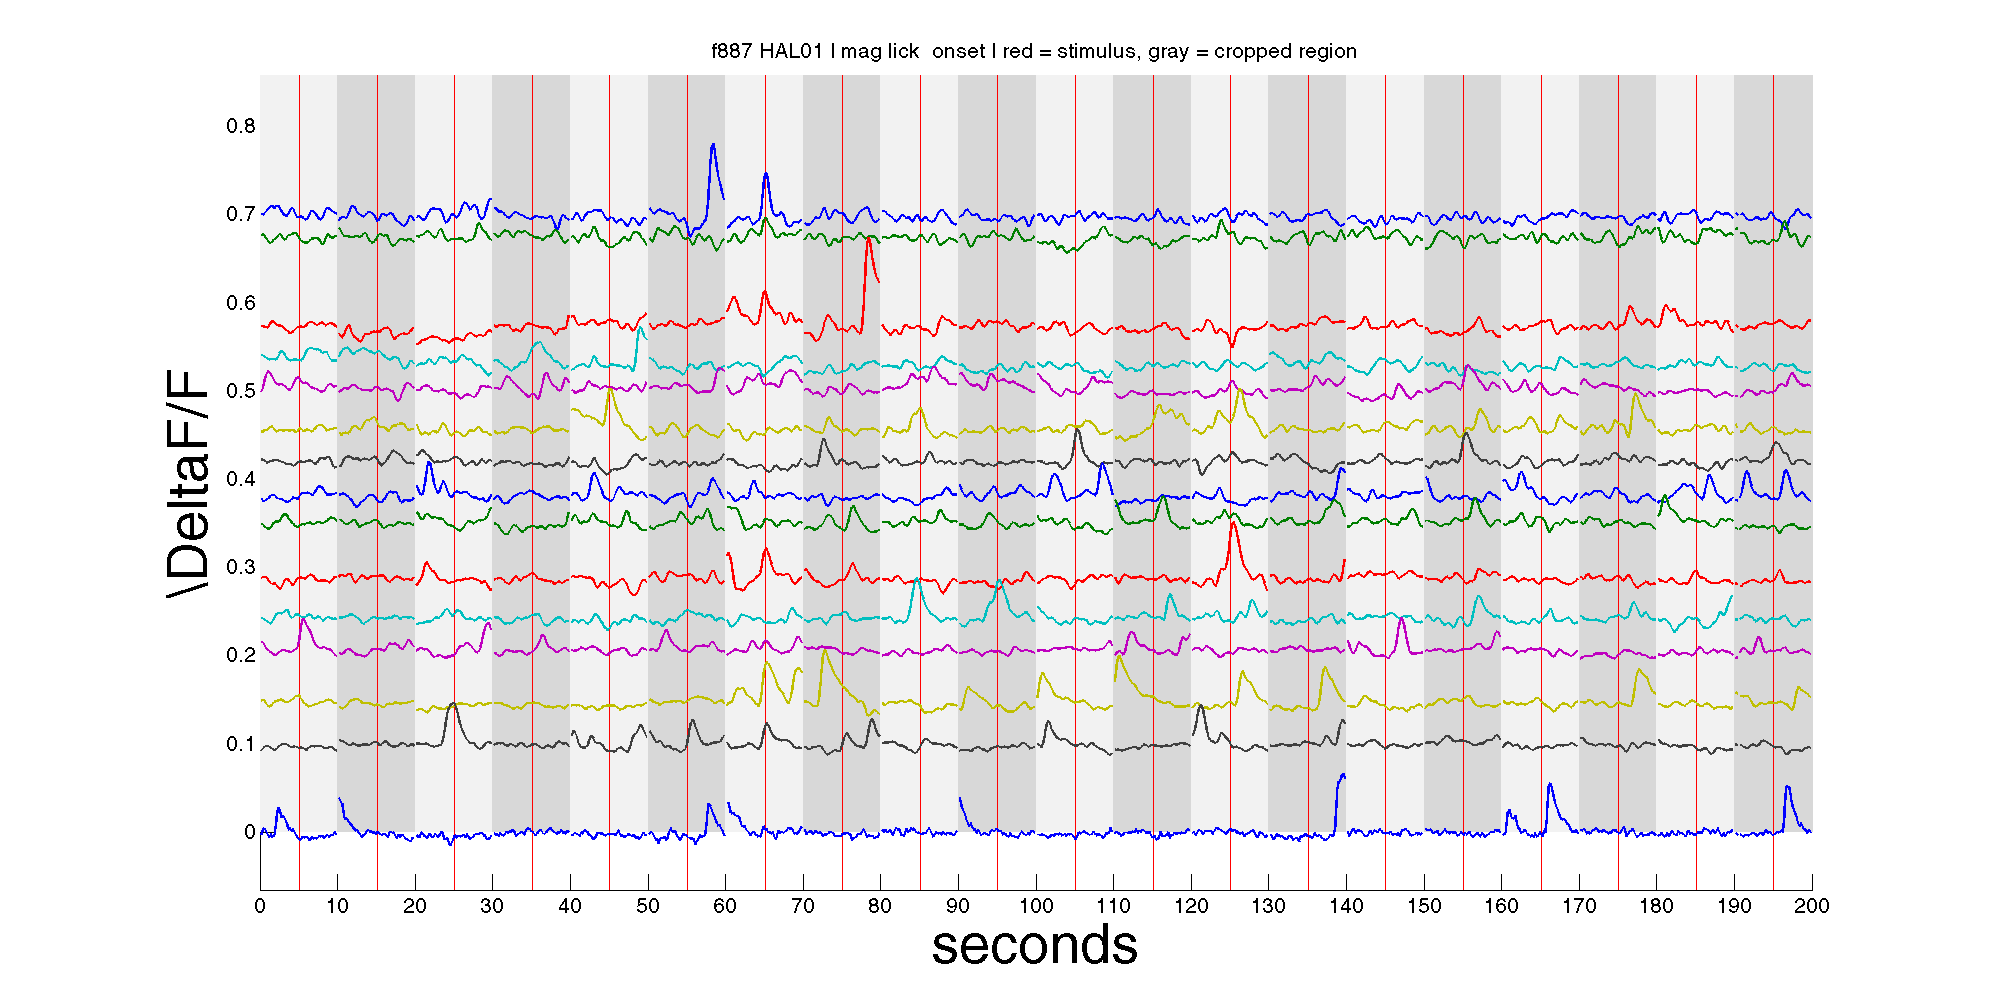 f887 HAL01 I mag lick  onset I red = stimulus, gray = cropped region
0.8
0.7
0.6
0.5
0.4
0.3
0.2
0.1
0
\DeltaF/F
0 10 20 30 40 50 60 70 80 90 100 110 120 130 140 150 160 170 180 190 200
seconds